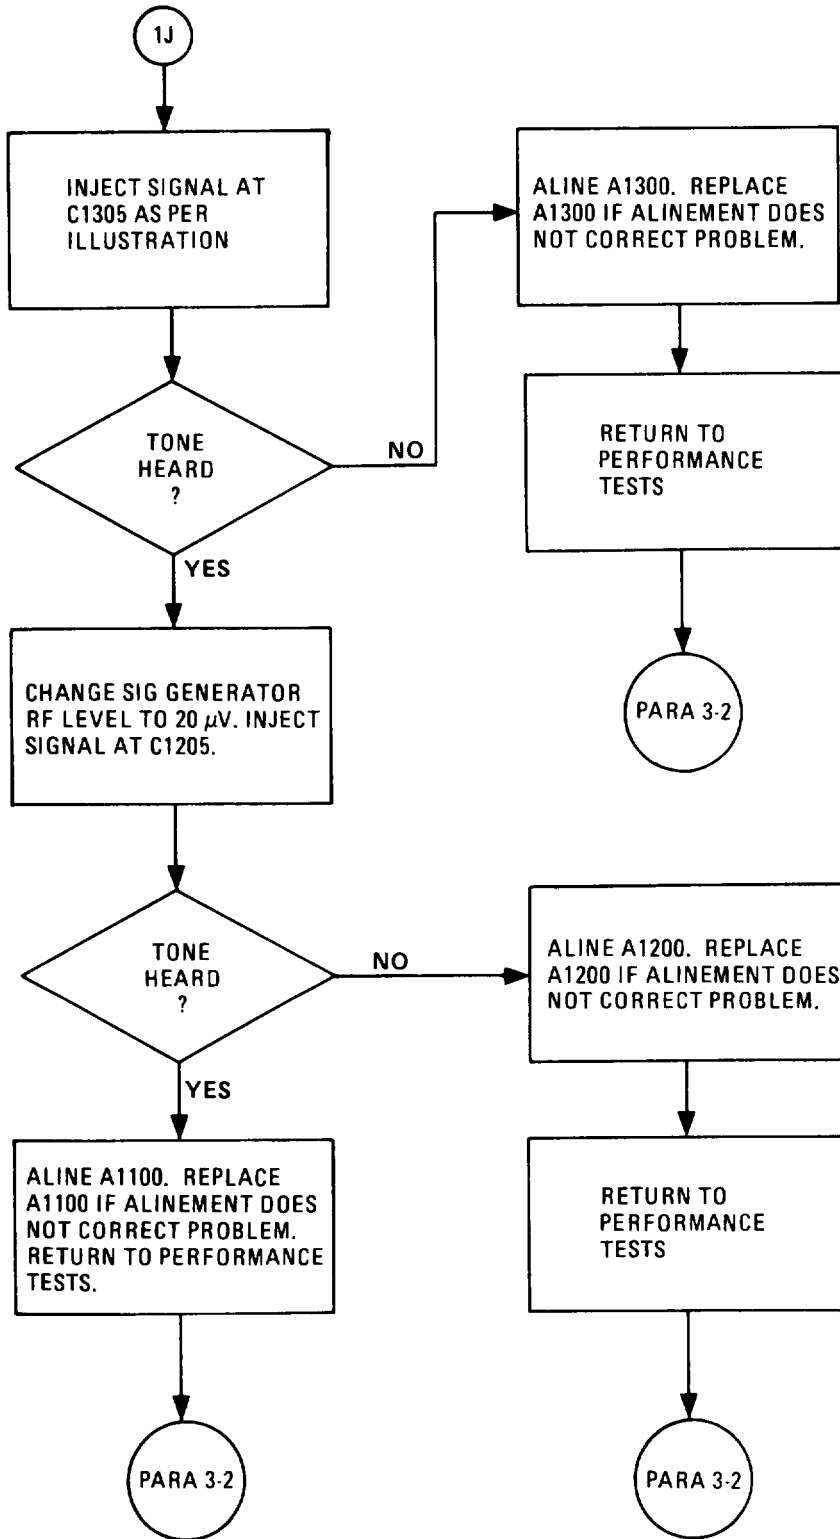 1J
INJECT SIGNAL AT
C1305 AS PER
ILLUSTRATION
TONE
HEARD
?
NO
ALINE A1300. REPLACE
A1300 IF ALINEMENT DOES
NOT CORRECT PROBLEM.
RETURN TO
PERFORMANCE
TESTS
PARA 3-2
YES
CHANGE SIG GENERATOR
RF LEVEL TO 20 µV. INJECT
SIGNAL AT C1205.
TONE
HEARD
?
NO
ALINE A1200. REPLACE
A1200 IF ALINEMENT DOES
NOT CORRECT PROBLEM.
RETURN TO
PERFORMANCE
TESTS
PARA 3-2
YES
ALINE A1100. REPLACE
A1100 IF ALINEMENT DOES
NOT CORRECT PROBLEM.
RETURN TO PERFORMANCE
TESTS.
PARA 3-2